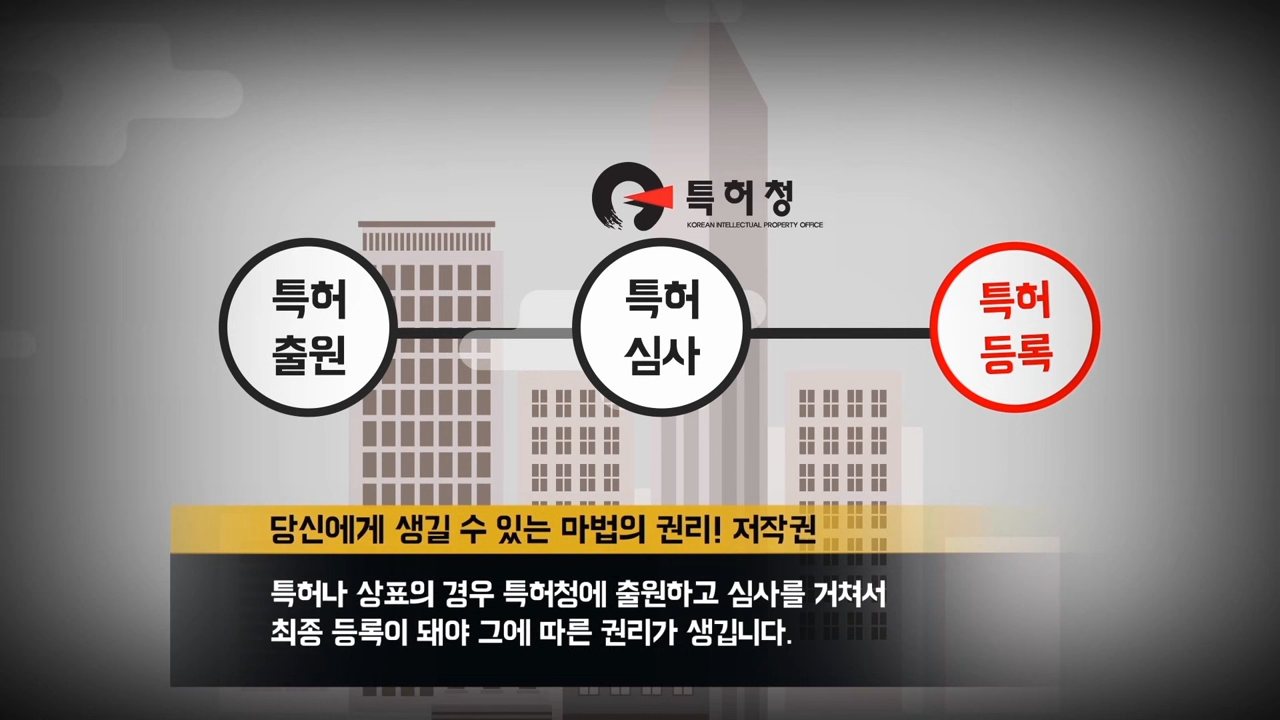 특허청
KOREAN INTELLECTUAL PROPERTY OFFICE
특허
출원
특허
심사
특허
등록
당신에게 생길 수 있는 마법의 권리! 저작권
특허나 상표의 경우 특허청에 출원하고 심사를 거쳐서
최종 등록이 돼야 그에 따른 권리가 생깁니다.